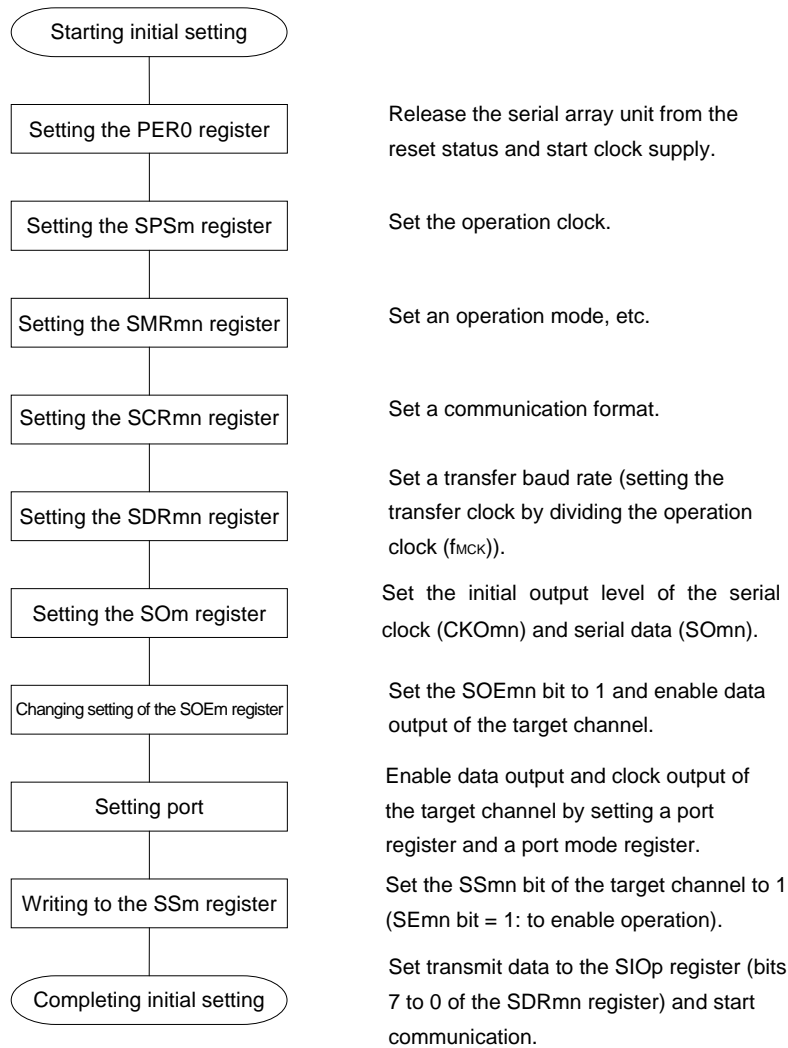 Starting initial setting
Setting the PER0 register
Release the serial array unit from the
reset status and start clock supply.
Setting the SPSm register
Set the operation clock.
Setting the SMRmn register
Set an operation mode, etc.
Setting the SCRmn register
Set a communication format.
Setting the SDRmn register
Set a transfer baud rate (setting the
transfer clock by dividing the operation
clock (fMCK)).
Setting the SOm register
Set the initial output level of the serial
clock (CKOmn) and serial data (SOmn).
Changing setting of the SOEm register
Set the SOEmn bit to 1 and enable data
output of the target channel.
Setting port
Enable data output and clock output of
the target channel by setting a port
register and a port mode register.
Writing to the SSm register
Set the SSmn bit of the target channel to 1
(SEmn bit = 1: to enable operation).
Completing initial setting
Set transmit data to the SIOp register (bits
7 to 0 of the SDRmn register) and start
communication.